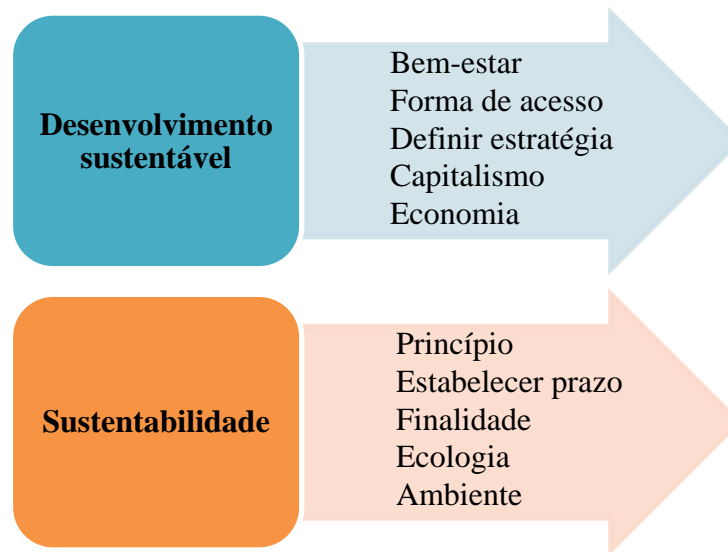 Desenvolvimento
sustentável
Bem-estar
Forma de acesso
Definir estratégia
Capitalismo
Economia
Sustentabilidade
Princípio
Estabelecer prazo
Finalidade
Ecologia
Ambiente